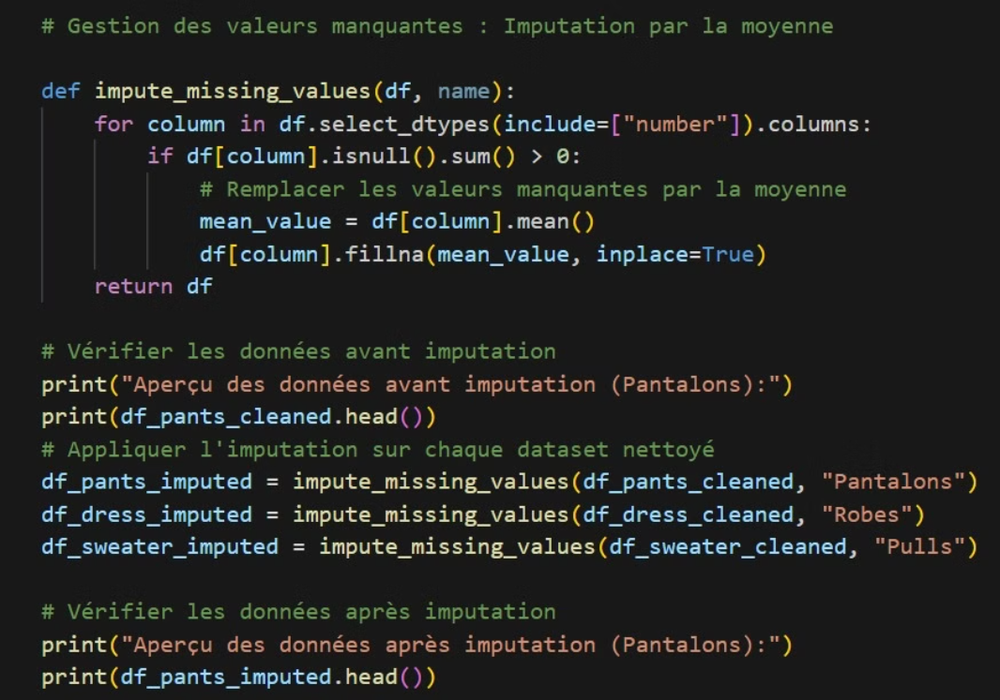 # Gestion des valeurs manquantes : Imputation par la moyenne
def impute_missing_values(df, name):
    for column in df.select_dtypes(include=["number"]).columns:
        if df[column].isnull().sum() > 0:
            # Remplacer les valeurs manquantes par la moyenne
            mean_value = df[column].mean()
            df[column].fillna(mean_value, inplace=True)
    return df
# Vérifier les données avant imputation
print("Aperçu des données avant imputation (Pantalons):")
print(df_pants_cleaned.head())
# Appliquer l'imputation sur chaque dataset nettoyé
df_pants_imputed = impute_missing_values(df_pants_cleaned, "Pantalons")
df_dress_imputed = impute_missing_values(df_dress_cleaned, "Robes")
df_sweater_imputed = impute_missing_values(df_sweater_cleaned, "Pulls")
# Vérifier les données après imputation
print("Aperçu des données après imputation (Pantalons):")
print(df_pants_imputed.head())